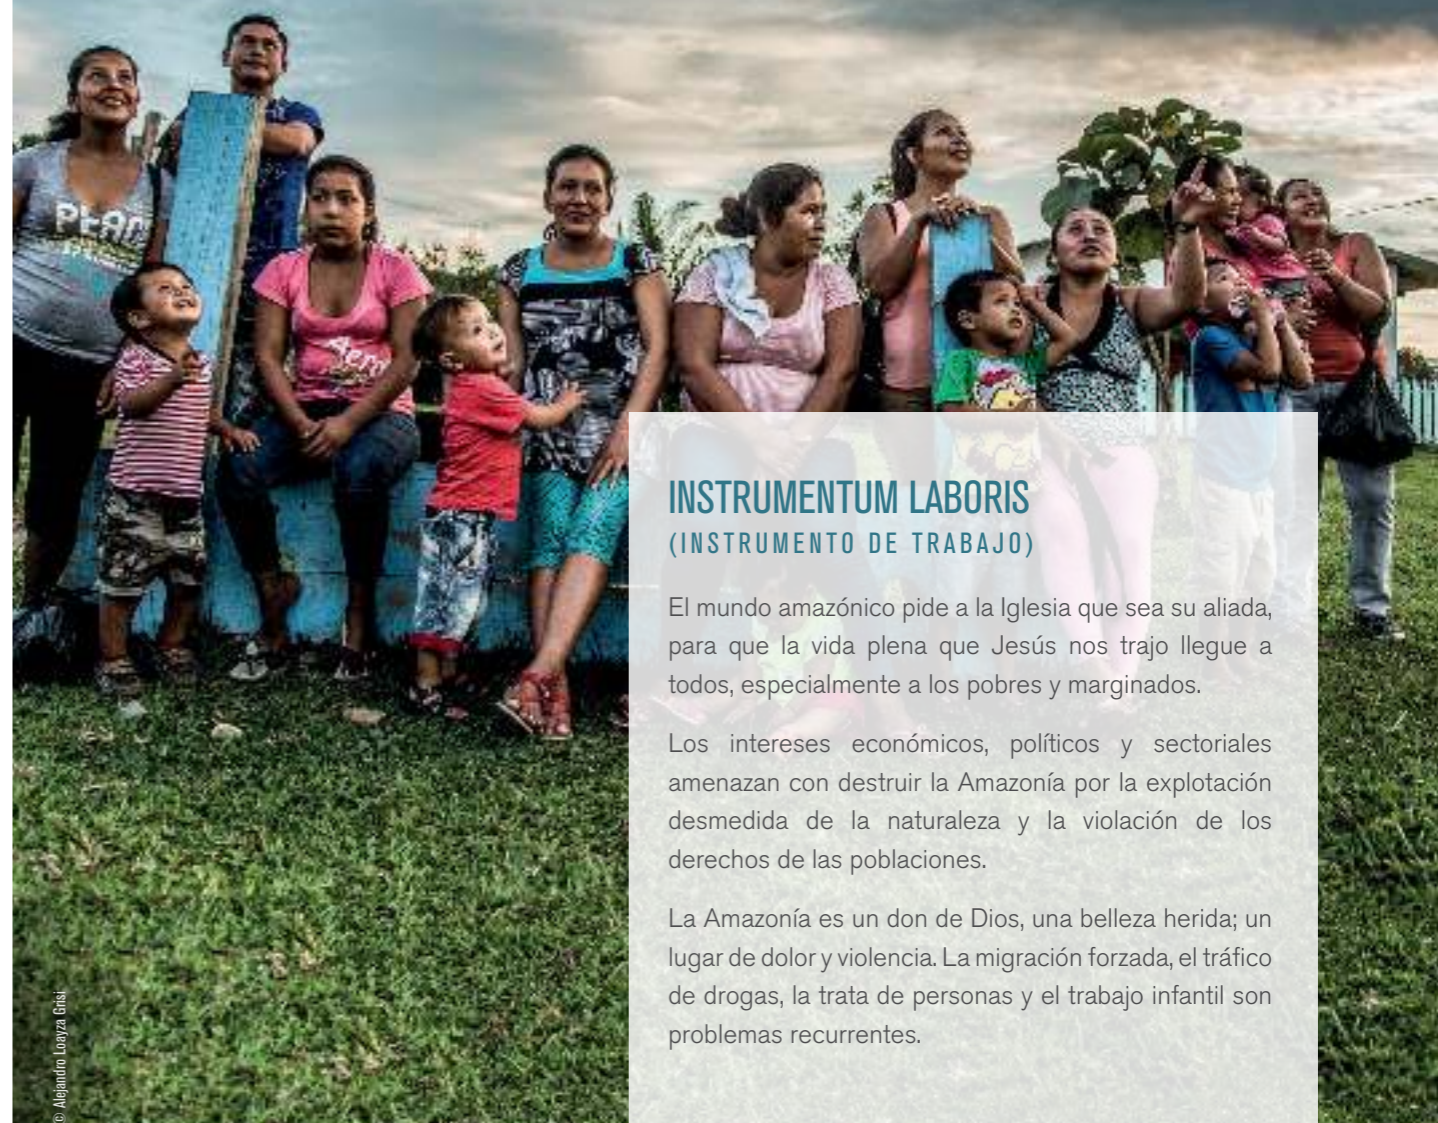 INSTRUMENTUM LABORIS
(INSTRUMENTO DE TRABAJO)
El mundo amazónico pide a la Iglesia que sea su aliada,
para que la vida plena que Jesús nos trajo llegue a
todos, especialmente a los pobres y marginados.
Los intereses económicos, políticos y sectoriales
amenazan con destruir la Amazonía por la explotación
desmedida de la naturaleza y la violación de los
derechos de las poblaciones.
La Amazonía es un don de Dios, una belleza herida; un
lugar de dolor y violencia. La migración forzada, el tráfico
de drogas, la trata de personas y el trabajo infantil son
problemas recurrentes.
© Alejandro Loayza Grisi